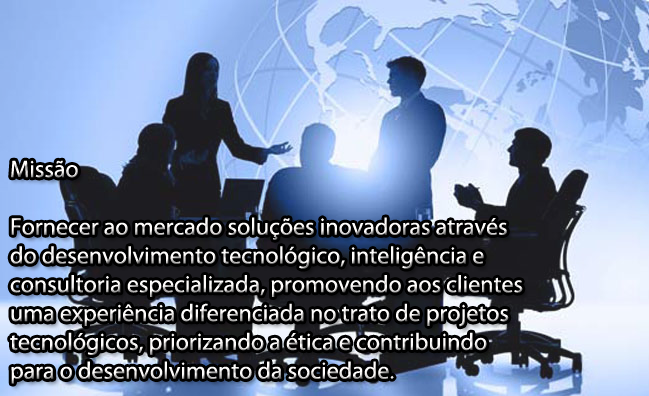 Missão
Fornecer ao mercado soluções inovadoras através
do desenvolvimento tecnológico, inteligência e
consultoria especializada, promovendo aos clientes
uma experiência diferenciada no trato de projetos
tecnológicos, priorizando a ética e contribuindo
para o desenvolvimento da sociedade.